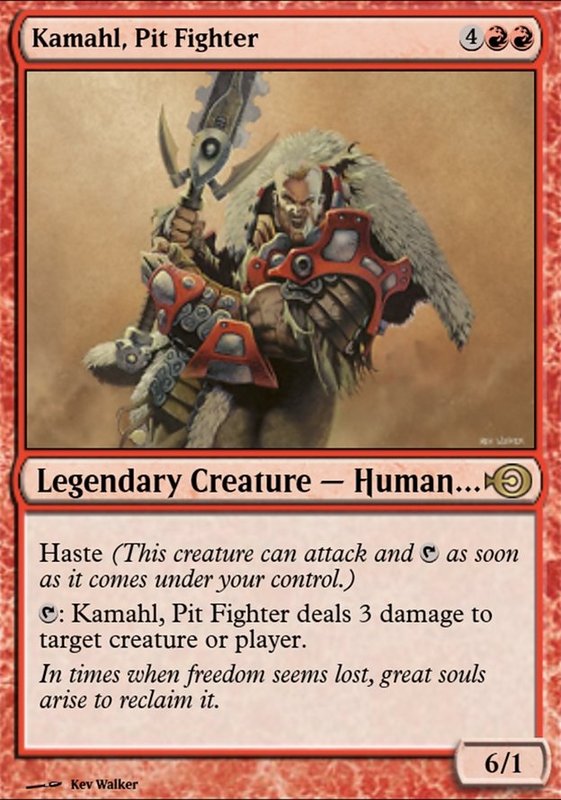 Kamahl, Pit Fighter 4
KEV WALKER
Legendary Creature — Human...
Haste (This creature can attack and as soon
as it comes under your control.)
: Kamahl, Pit Fighter deals 3 damage to
target creature or player.
In times when freedom seems lost, great souls
arise to reclaim it.
6/1
Kev Walker